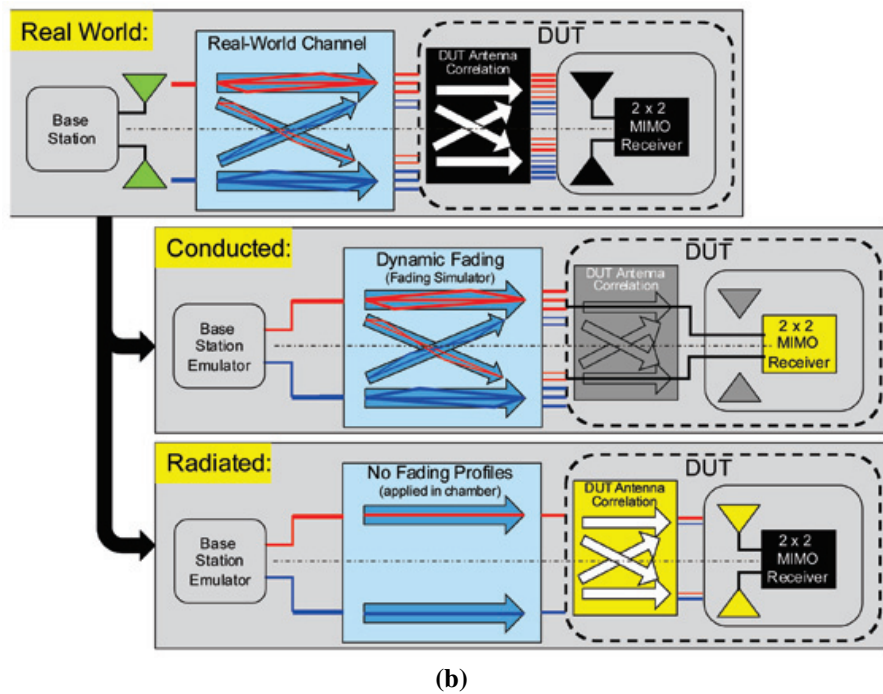 Real World:
Real-World Channel
DUT
DUT Antenna
Correlation
Base
Station
2 x 2
MIMO
Receiver
Conducted:
Dynamic Fading
(Fading Simulator)
DUT
DUT Antenna
Correlation
Base
Station
Emulator
2 x 2
MIMO
Receiver
Radiated:
No Fading Profiles
(applied in chamber)
DUT
DUT Antenna
Correlation
Base
Station
Emulator
2 x 2
MIMO
Receiver
(b)